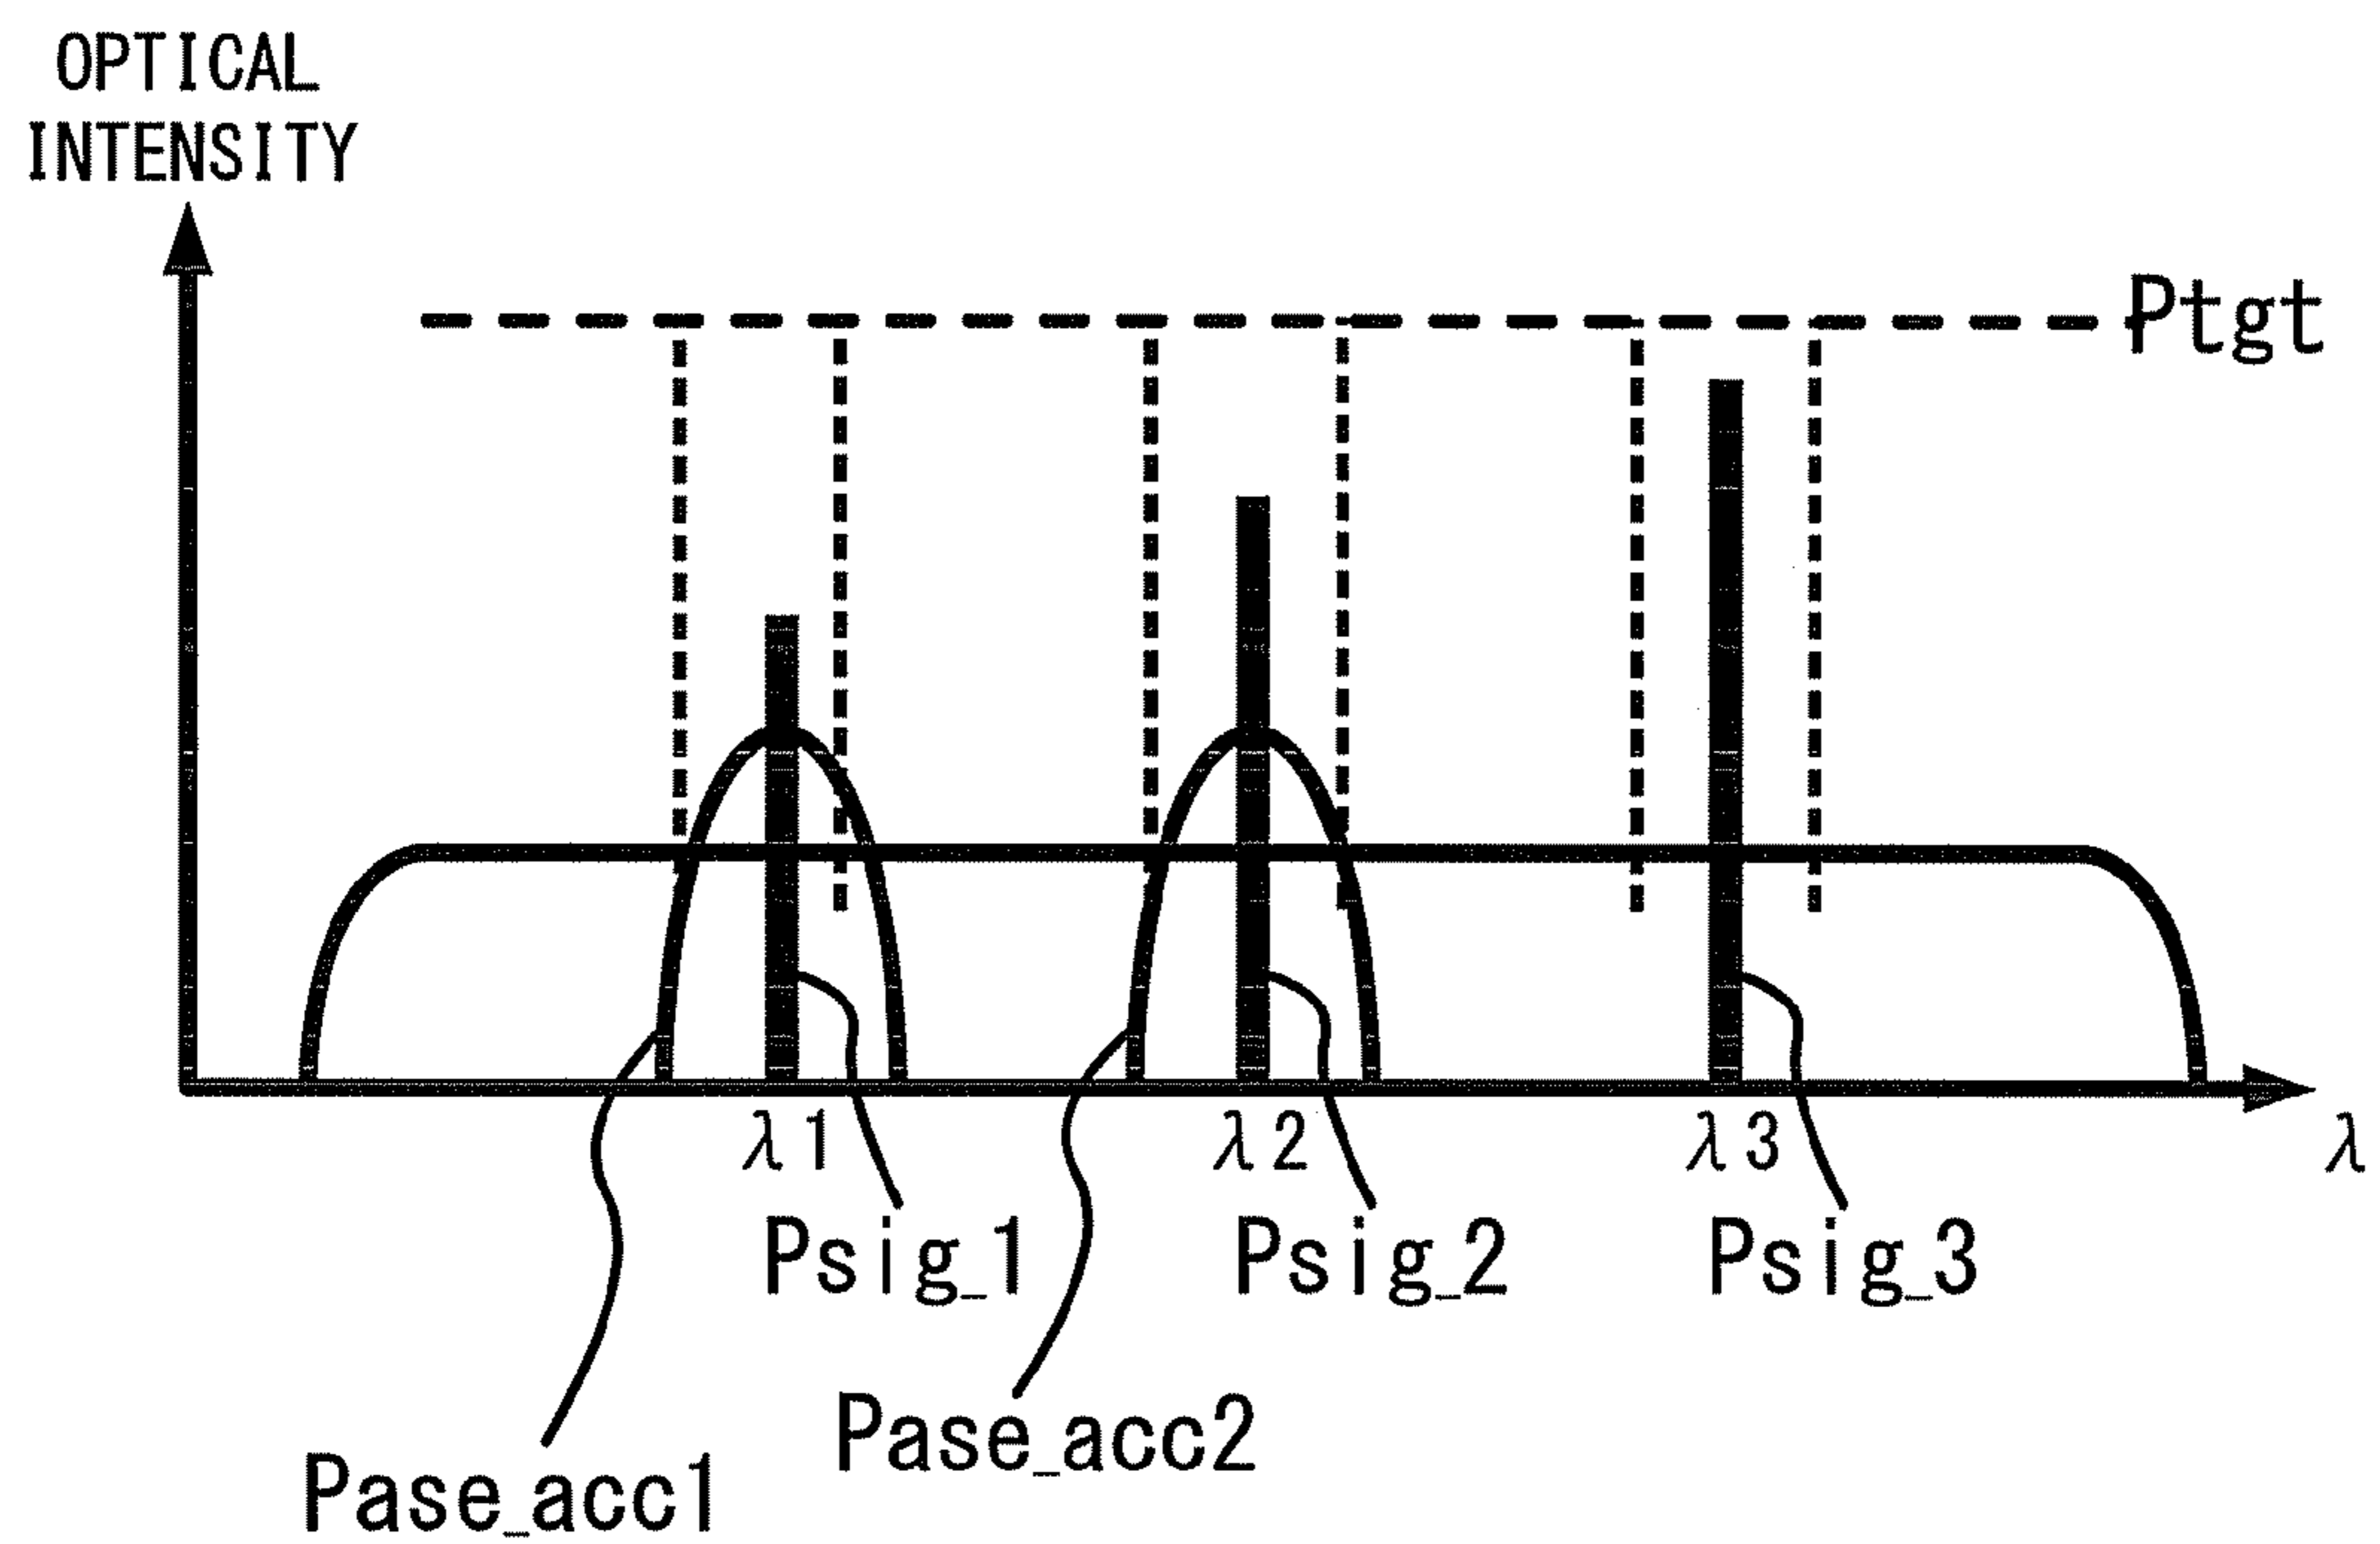 OPTICAL
INTENSITY
Ptgt
λ1
λ2
λ3
λ
Psig_1
Psig_2
Psig_3
Pase_acc1
Pase_acc2